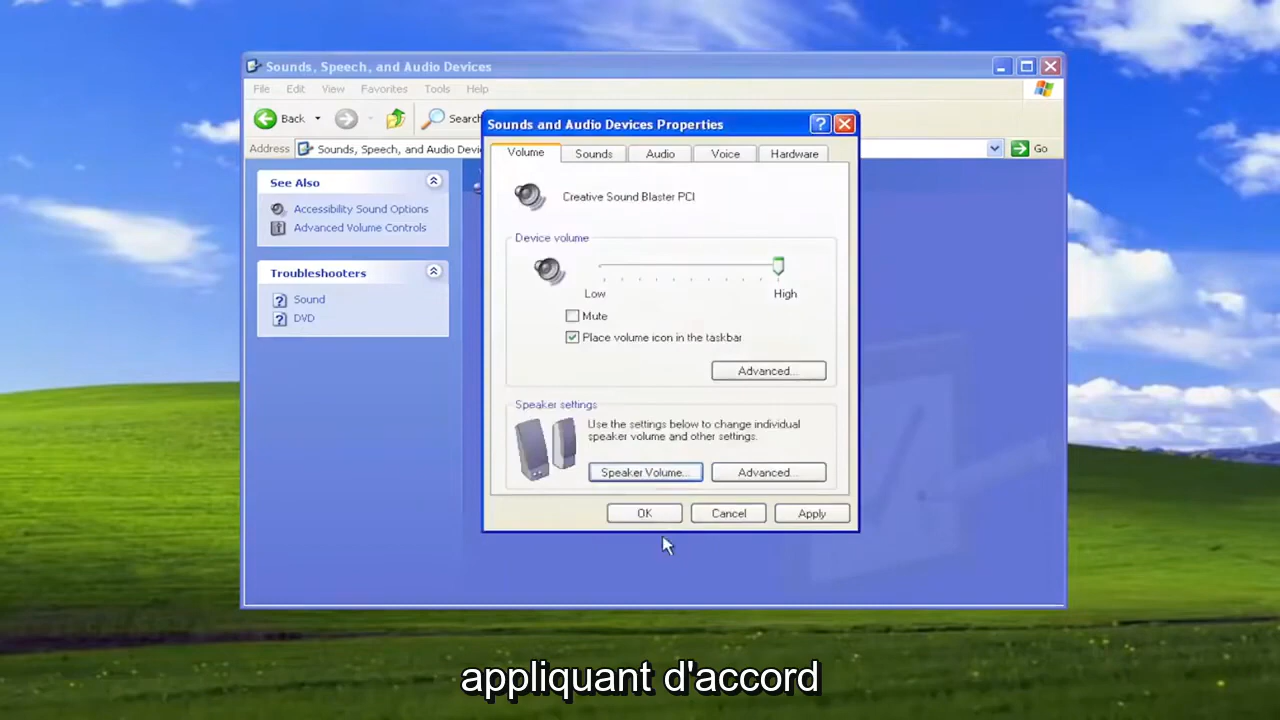 Sounds, Speech, and Audio Devices
File Edit View Favorites Tools Help
Back Search
Address Sounds, Speech, and Audio Devi Go
See Also
Accessibility Sound Options
Advanced Volume Controls
Troubleshooters
Sound
DVD
Sounds and Audio Devices Properties
Volume Sounds Audio Voice Hardware
Creative Sound Blaster PCI
Device volume
Low High
Mute
Place volume icon in the taskbar
Advanced...
Speaker settings
Use the settings below to change individual
speaker volume and other settings.
Speaker Volume... Advanced...
OK Cancel Apply
appliquant d'accord